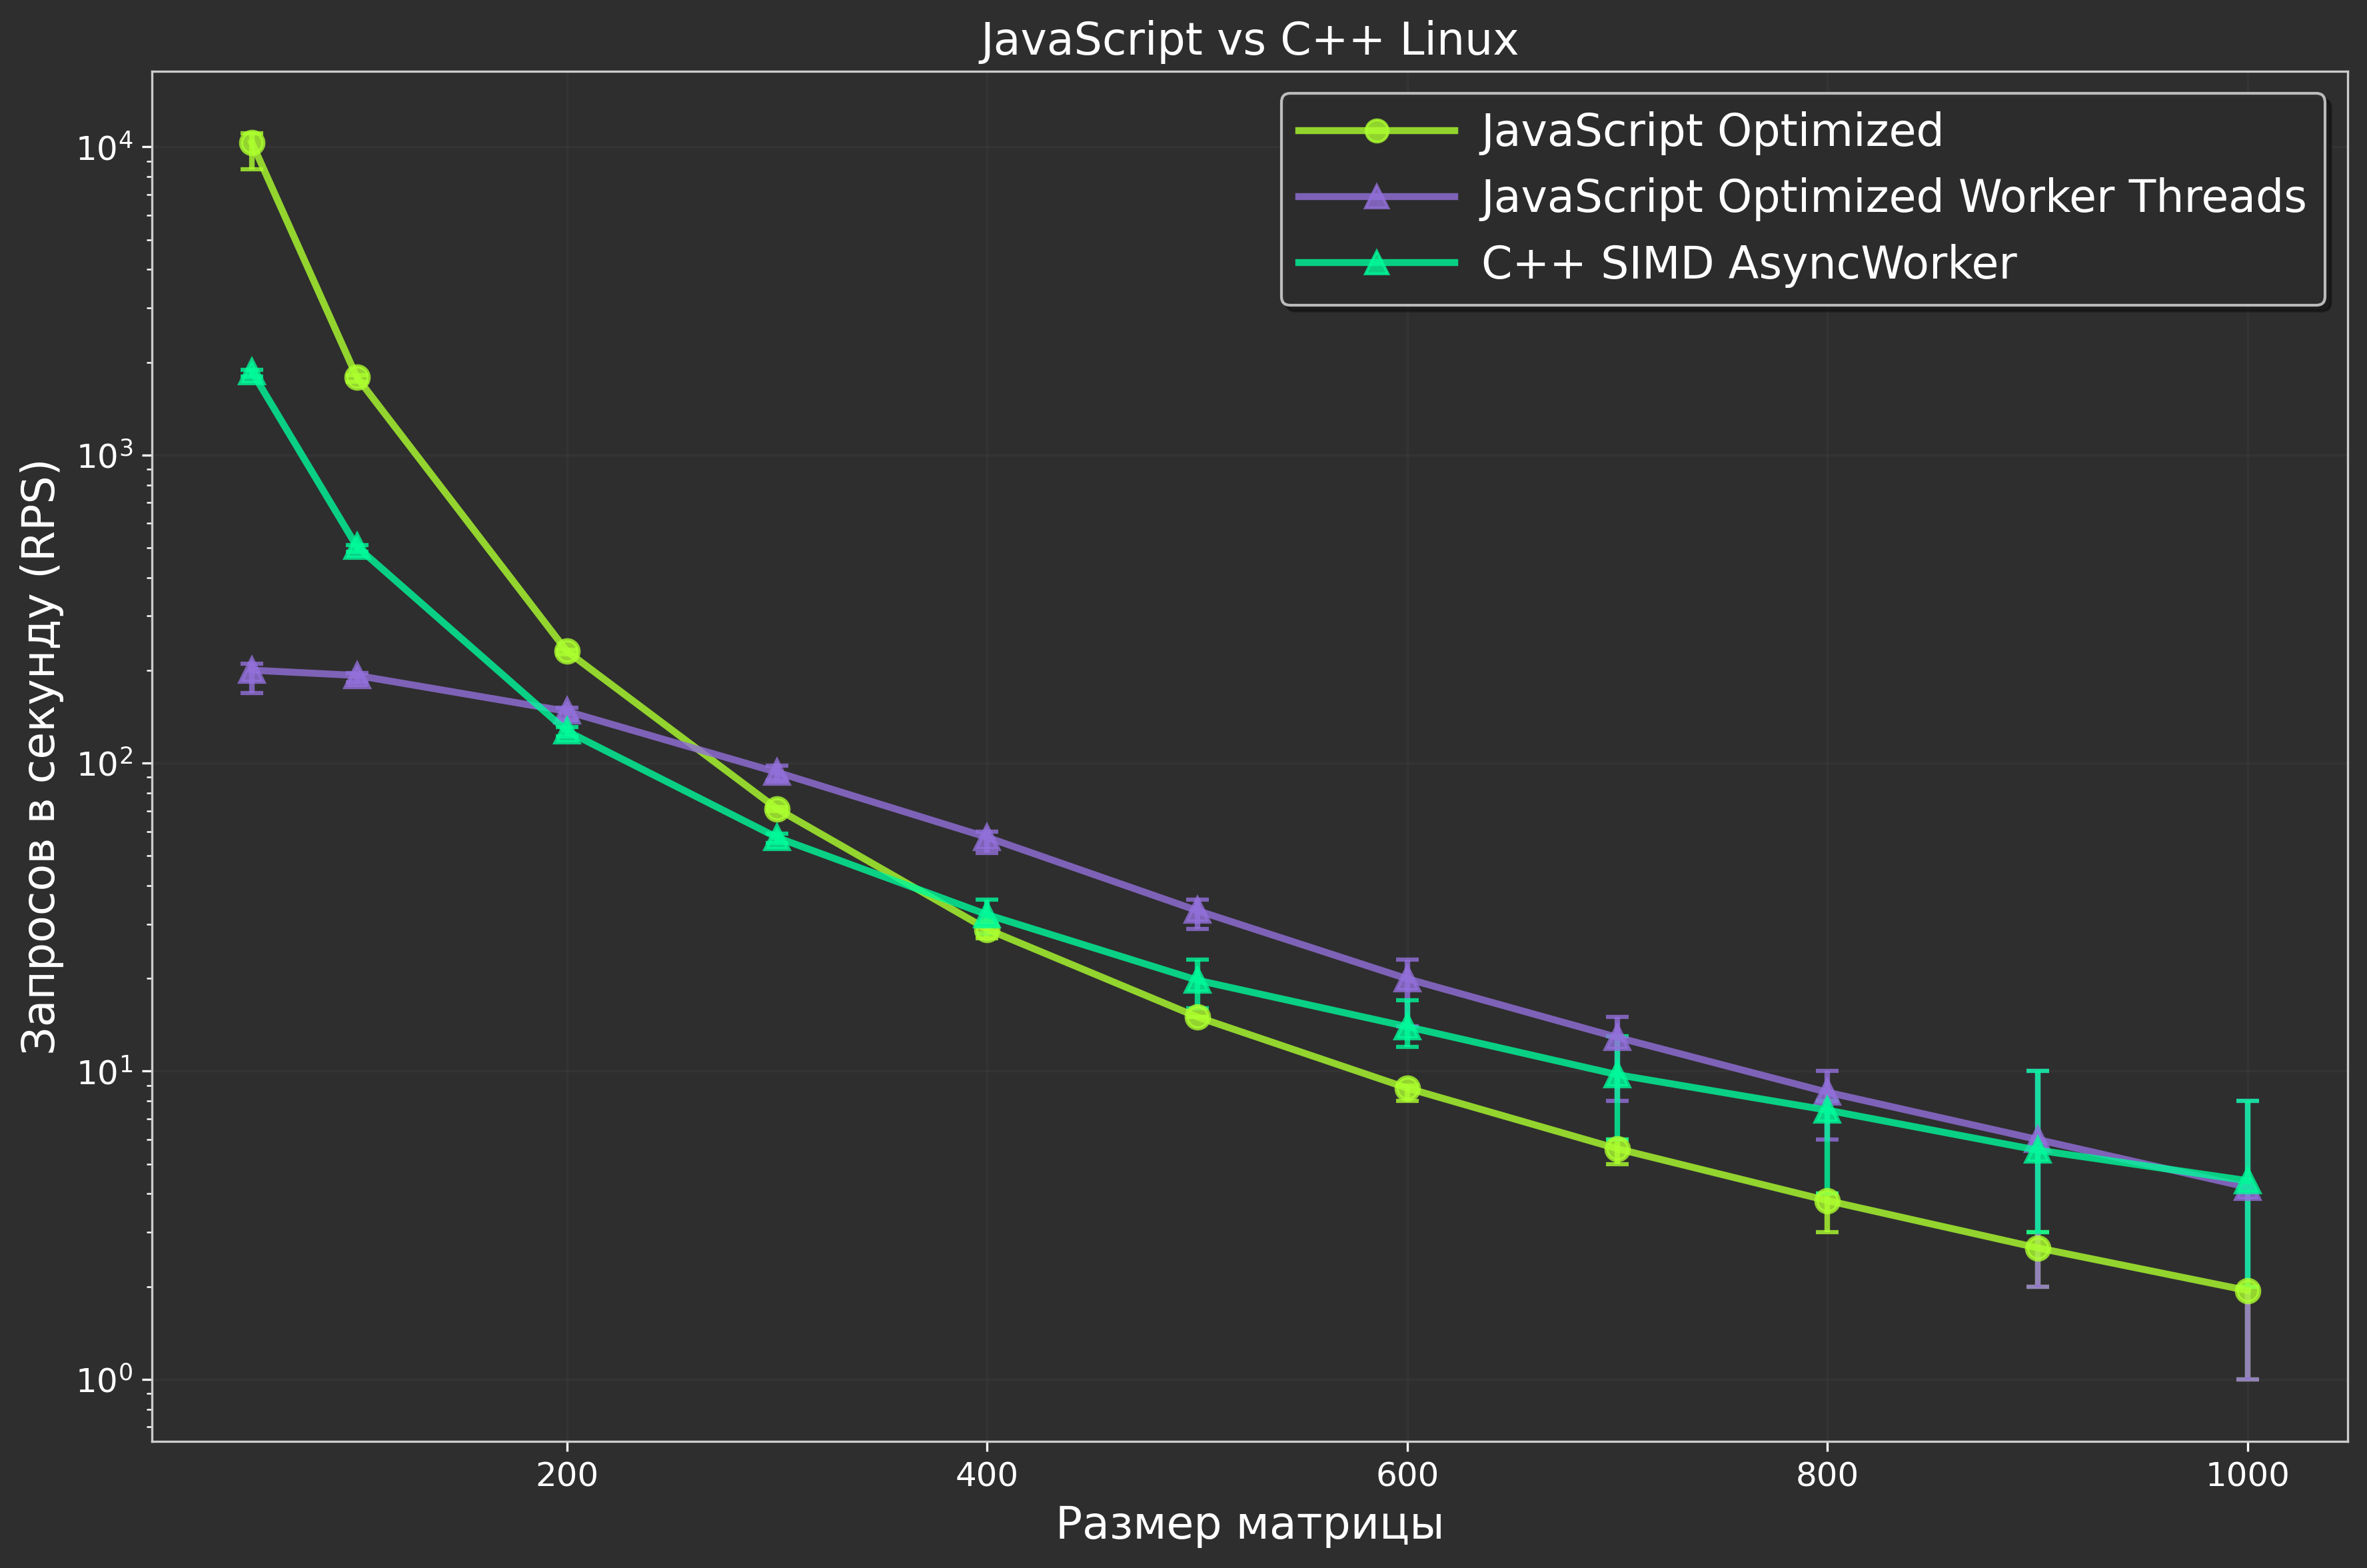 JavaScript vs C++ Linux
JavaScript Optimized
JavaScript Optimized Worker Threads
C++ SIMD AsyncWorker
Запросов в секунду (RPS)
10⁴
10³
10²
10¹
10⁰
200 400 600 800 1000
Размер матрицы